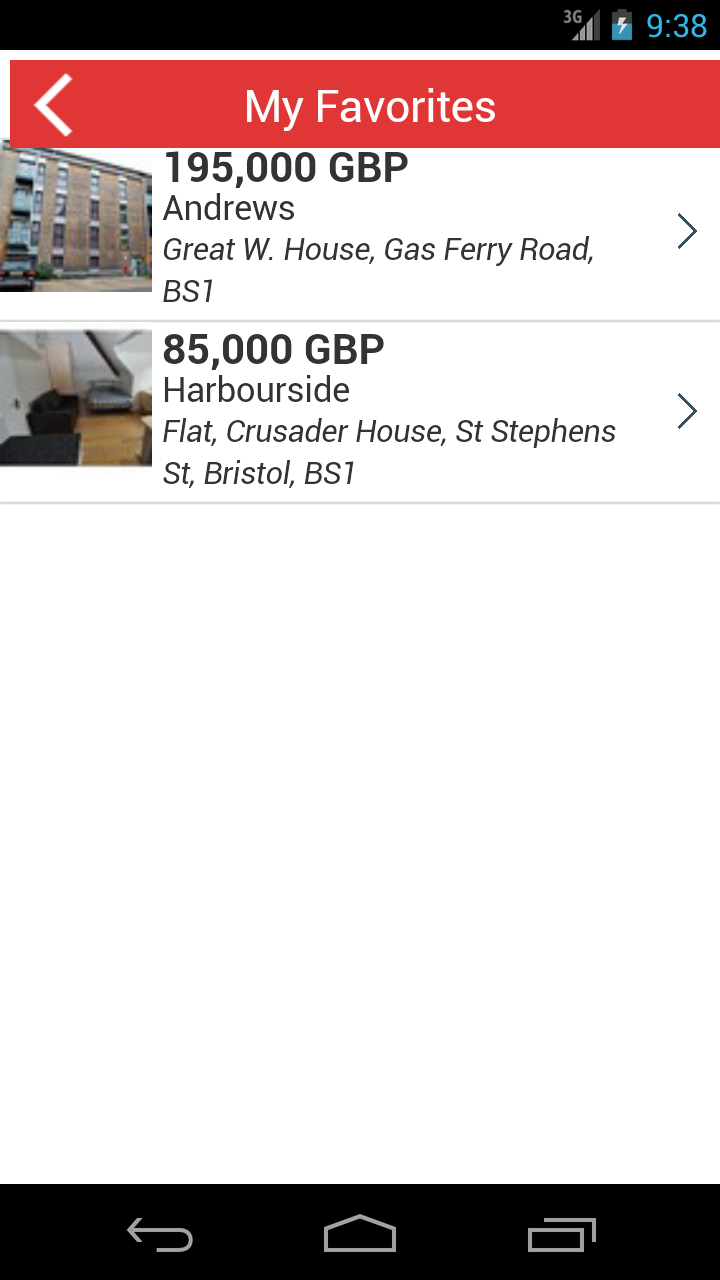 3G
9:38
My Favorites
195,000 GBP
Andrews
Great W. House, Gas Ferry Road,
BS1
85,000 GBP
Harbourside
Flat, Crusader House, St Stephens
St, Bristol, BS1